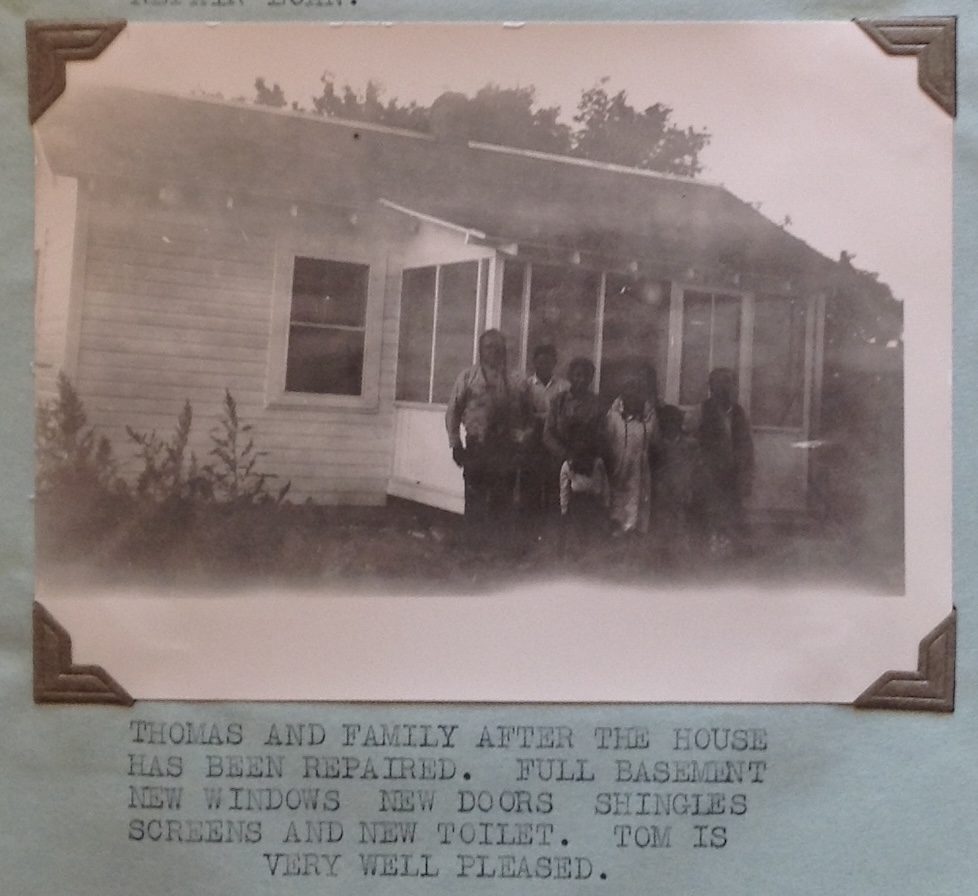 THOMAS AND FAMILY AFTER THE HOUSE
HAS BEEN REPAIRED. FULL BASEMENT
NEW WINDOWS NEW DOORS SHINGLES
SCREENS AND NEW TOILET. TOM IS
VERY WELL PLEASED.